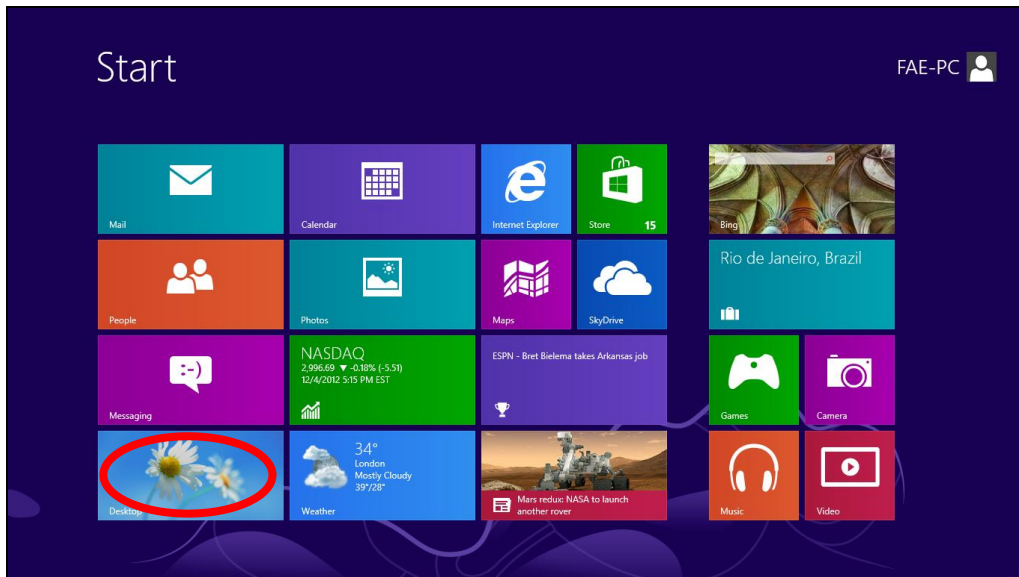 Start
FAE-PC
Mail
Calendar
Internet Explorer
Store 15
Bing
People
Photos
Maps
SkyDrive
Rio de Janeiro, Brazil
Messaging
:-)
NASDAQ
2,996.69 ▼ -0.18% (-5.51)
12/4/2012 5:15 PM EST
ESPN - Bret Bielema takes Arkansas job
Games
Camera
Desktop
34°
London
Mostly Cloudy
39°/28°
Weather
Mars redux: NASA to launch
another rover
Music
Video